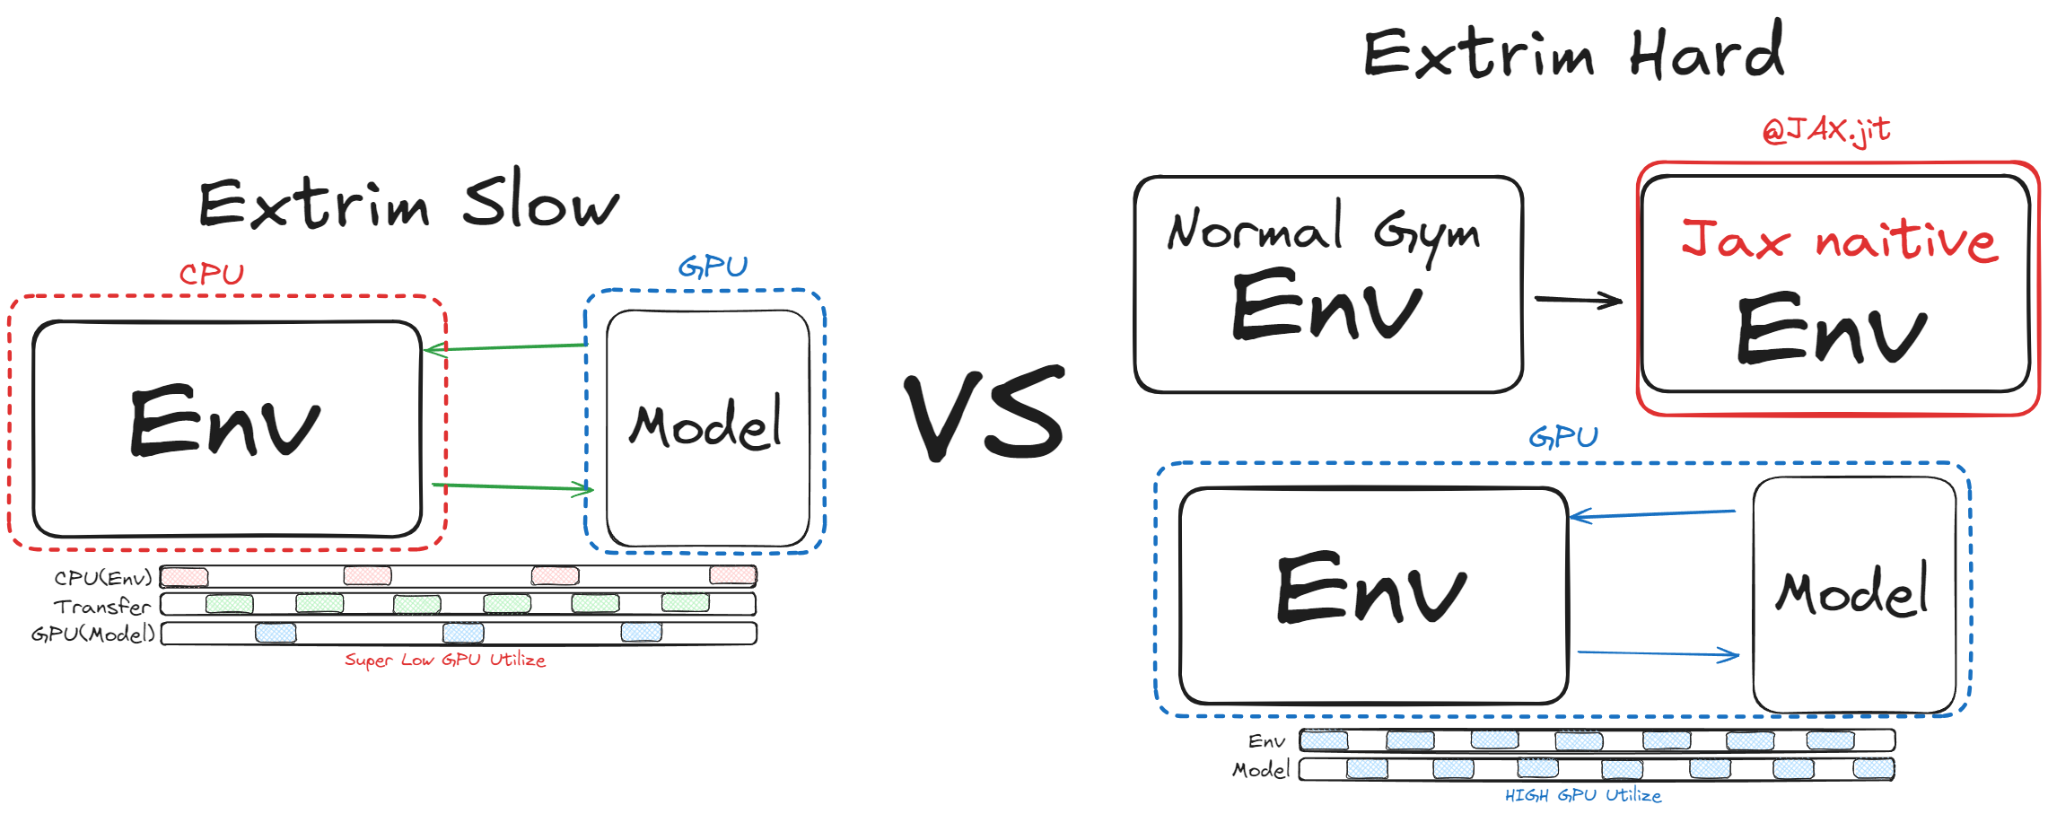 Extrim Slow
CPU
GPU
Env
Model
CPU(Env)
Transfer
GPU(Model)
Super Low GPU Utilize
VS
Extrim Hard
@JAX.jit
Normal Gym
Env
Jax naitive
Env
GPU
Env
Model
Env
Model
HIGH GPU Utilize